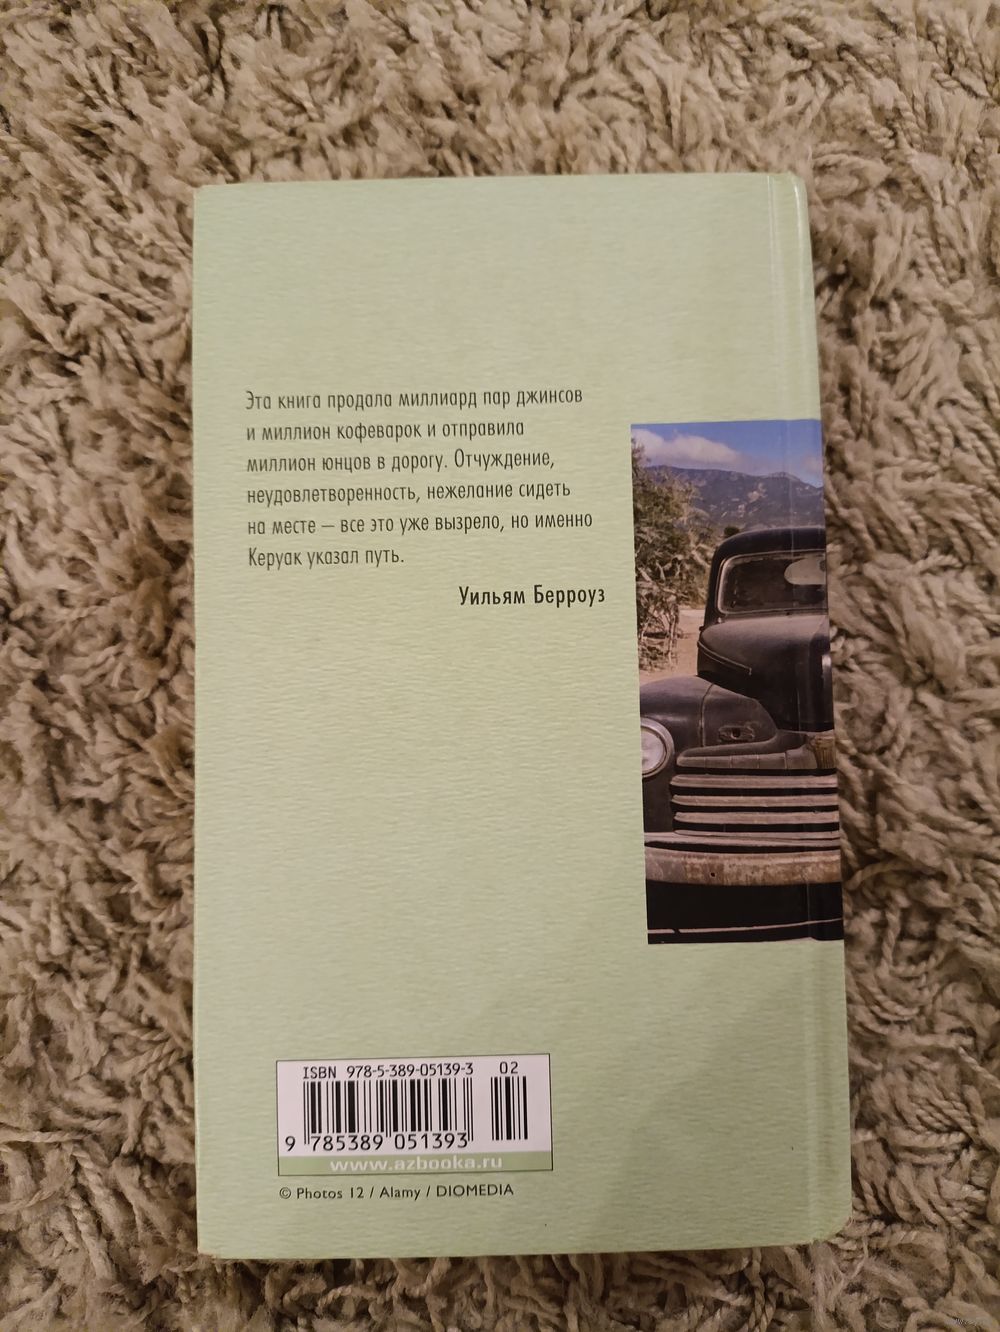 Эта книга продала миллиард пар джинсов
и миллион кофеварок и отправила
миллион юнцов в дорогу. Отчуждение,
неудовлетворенность, нежелание сидеть
на месте – все это уже вызрело, но именно
Керуак указал путь.
Уильям Берроуз
ISBN 978-5-389-05139-3 02
9 785389 051393
www.azbooka.ru
© Photos 12 / Alamy / DIOMEDIA